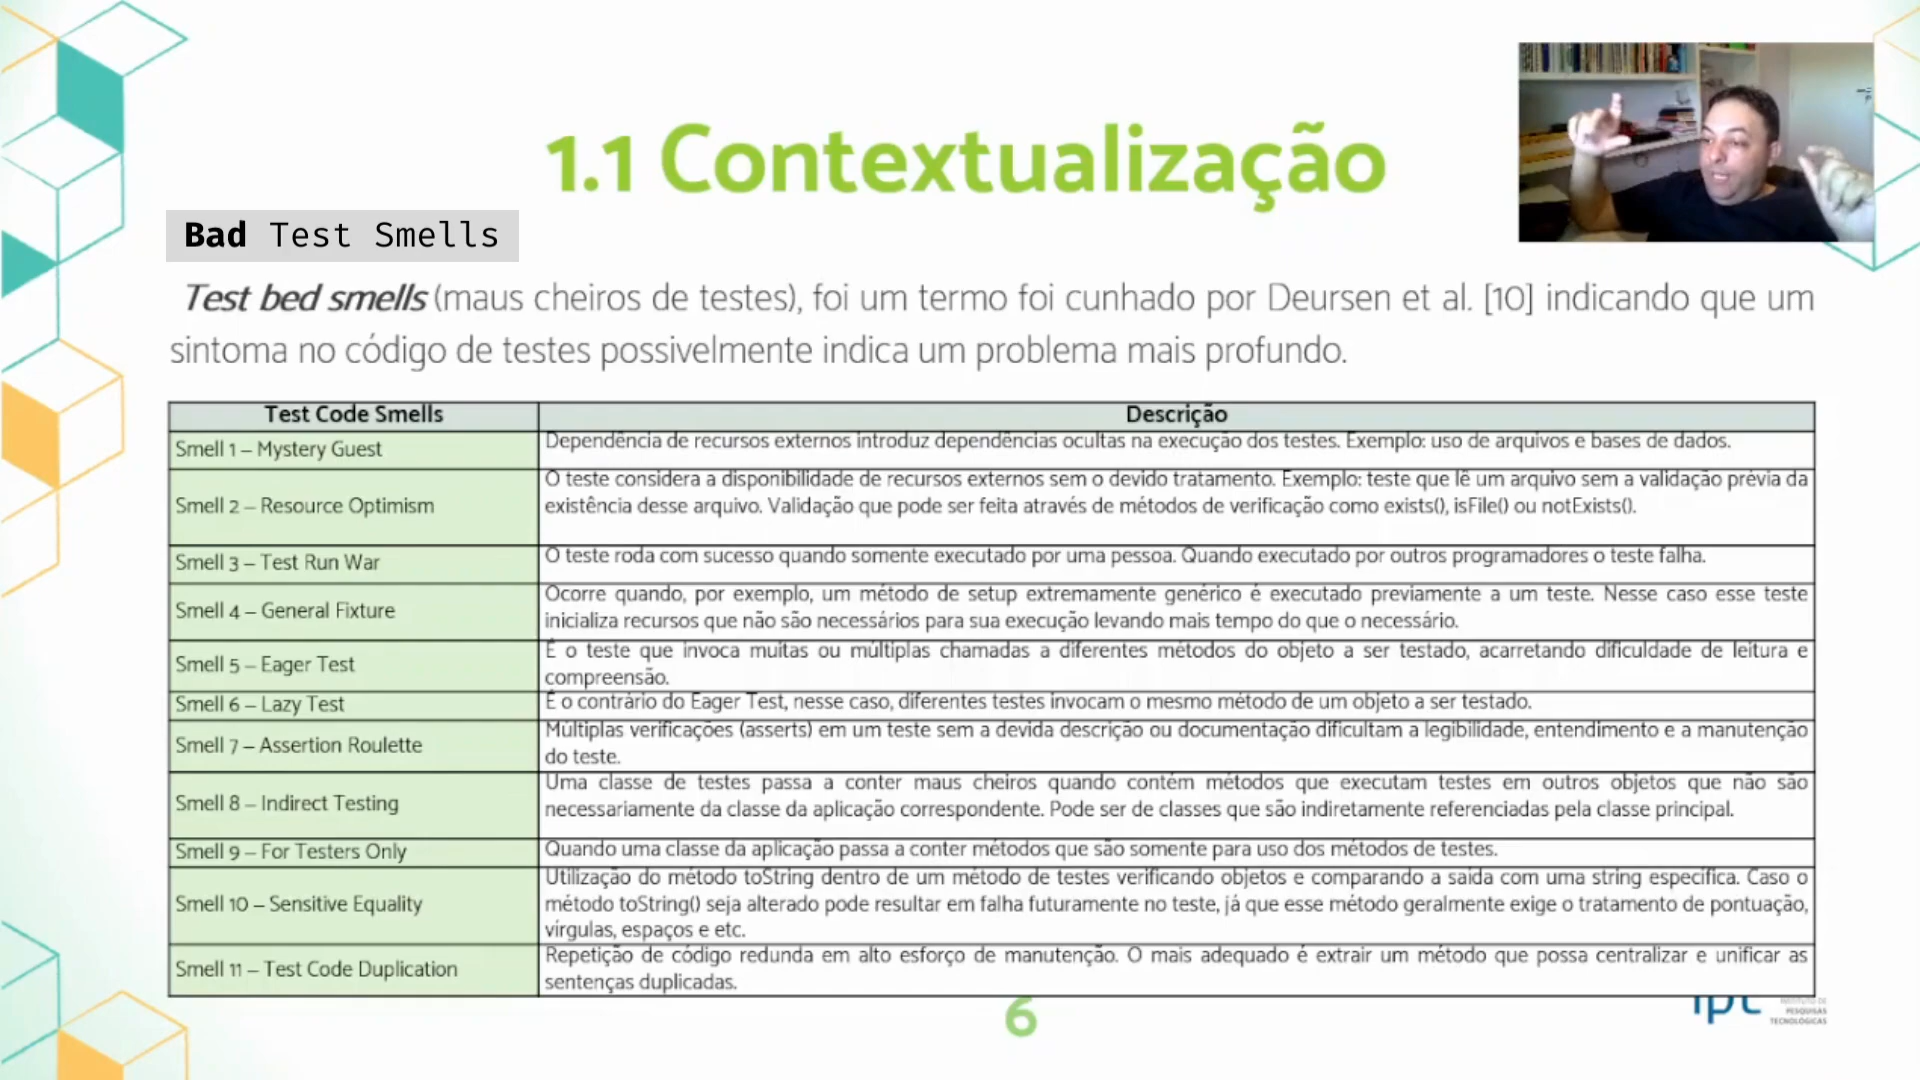 1.1 Contextualização
Bad Test Smells
Test bed smells (maus cheiros de testes), foi um termo foi cunhado por Deursen et al. [10] indicando que um
sintoma no código de testes possivelmente indica um problema mais profundo.
Test Code Smells
Descrição
Smell 1 – Mystery Guest
Dependência de recursos externos introduz dependências ocultas na execução dos testes. Exemplo: uso de arquivos e bases de dados.
Smell 2 – Resource Optimism
O teste considera a disponibilidade de recursos externos sem o devido tratamento. Exemplo: teste que lê um arquivo sem a validação prévia da
existência desse arquivo. Validação que pode ser feita através de métodos de verificação como exists(), isFile() ou notExists().
Smell 3 – Test Run War
O teste roda com sucesso quando somente executado por uma pessoa. Quando executado por outros programadores o teste falha.
Smell 4 – General Fixture
Ocorre quando, por exemplo, um método de setup extremamente genérico é executado previamente a um teste. Nesse caso esse teste
inicializa recursos que não são necessários para sua execução levando mais tempo do que o necessário.
Smell 5 – Eager Test
É o teste que invoca muitas ou múltiplas chamadas a diferentes métodos do objeto a ser testado, acarretando dificuldade de leitura e
compreensão.
Smell 6 – Lazy Test
É o contrário do Eager Test, nesse caso, diferentes testes invocam o mesmo método de um objeto a ser testado.
Smell 7 – Assertion Roulette
Múltiplas verificações (asserts) em um teste sem a devida descrição ou documentação dificultam a legibilidade, entendimento e a manutenção
do teste.
Smell 8 – Indirect Testing
Uma classe de testes passa a conter maus cheiros quando contém métodos que executam testes em outros objetos que não são
necessariamente da classe da aplicação correspondente. Pode ser de classes que são indiretamente referenciadas pela classe principal.
Smell 9 – For Testers Only
Quando uma classe da aplicação passa a conter métodos que são somente para uso dos métodos de testes.
Smell 10 – Sensitive Equality
Utilização do método toString dentro de um método de testes verificando objetos e comparando a saída com uma string específica. Caso o
método toString() seja alterado pode resultar em falha futuramente no teste, já que esse método geralmente exige o tratamento de pontuação,
vírgulas, espaços e etc.
Smell 11 – Test Code Duplication
Repetição de código redunda em alto esforço de manutenção. O mais adequado é extrair um método que possa centralizar e unificar as
sentenças duplicadas.
6
ipt
INSTITUTO DE
PESQUISAS
TECNOLÓGICAS